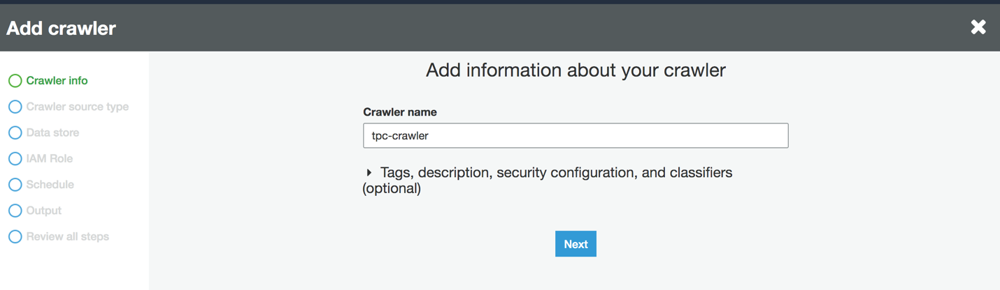 Add crawler
Crawler info
Crawler source type
Data store
IAM Role
Schedule
Output
Review all steps
Add information about your crawler
Crawler name
tpc-crawler
Tags, description, security configuration, and classifiers
(optional)
Next